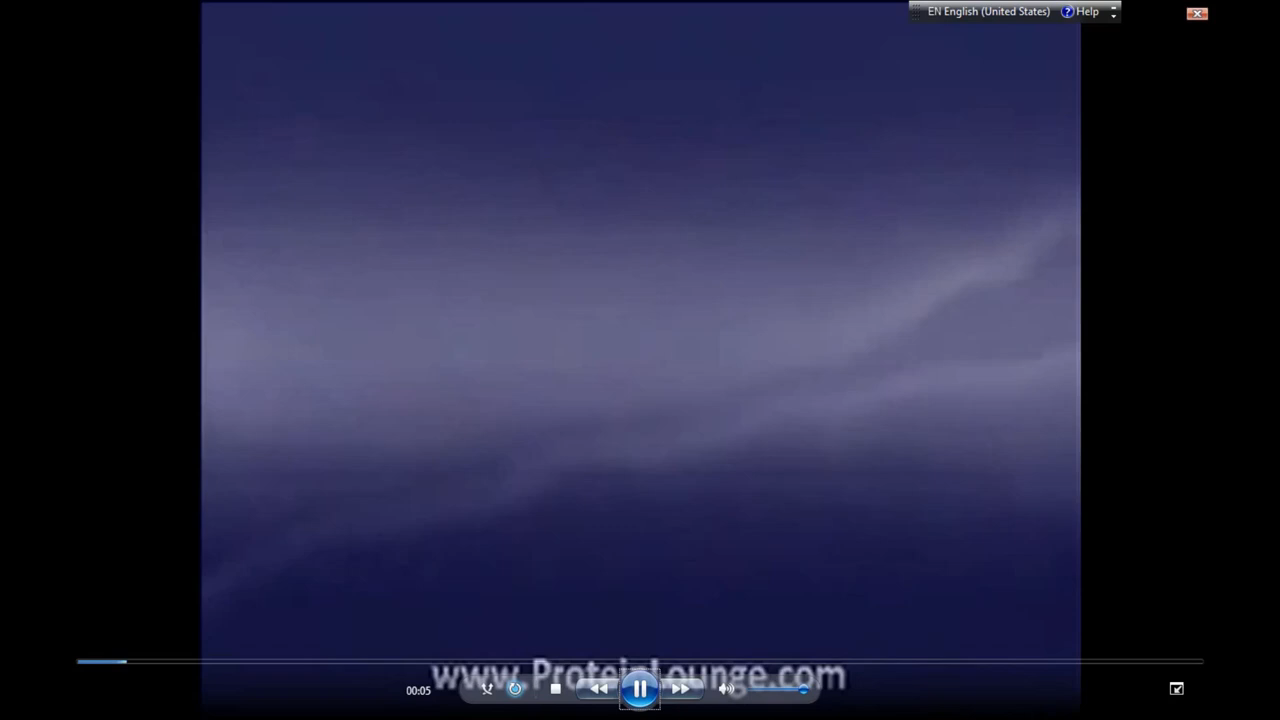 EN English (United States) ? Help
www.ProteinLounge.com
00:05